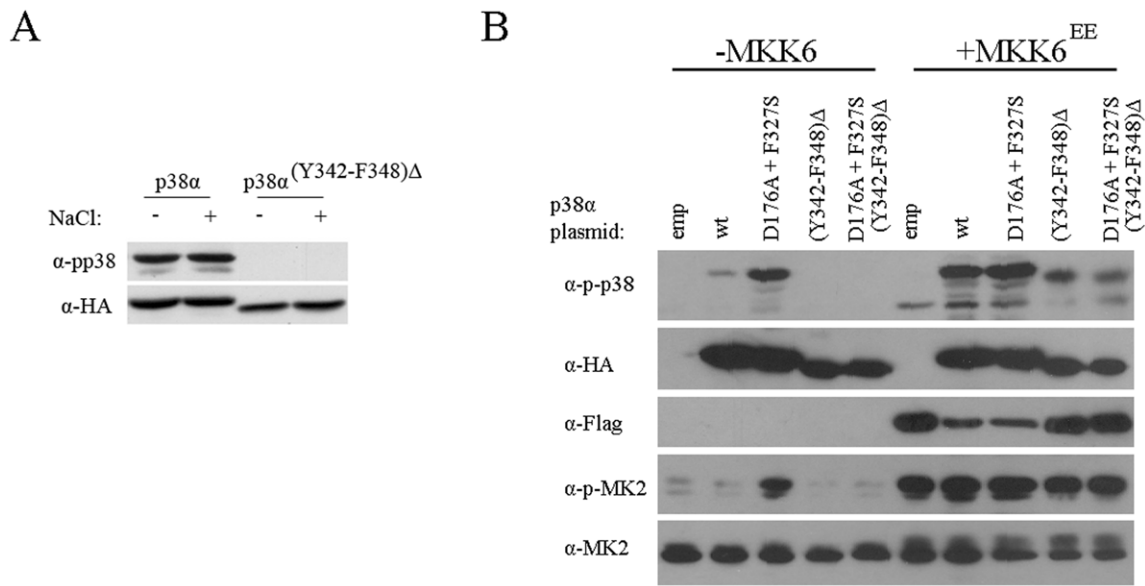 A
p38α
p38α(Y342-F348)Δ
NaCl: - + - +
α-pp38
α-HA
B
-MKK6
+MKK6EE
p38α
plasmid:
emp
wt
D176A + F327S
(Y342-F348)Δ
D176A + F327S
(Y342-F348)Δ
emp
wt
D176A + F327S
(Y342-F348)Δ
D176A + F327S
(Y342-F348)Δ
α-p-p38
α-HA
α-Flag
α-p-MK2
α-MK2